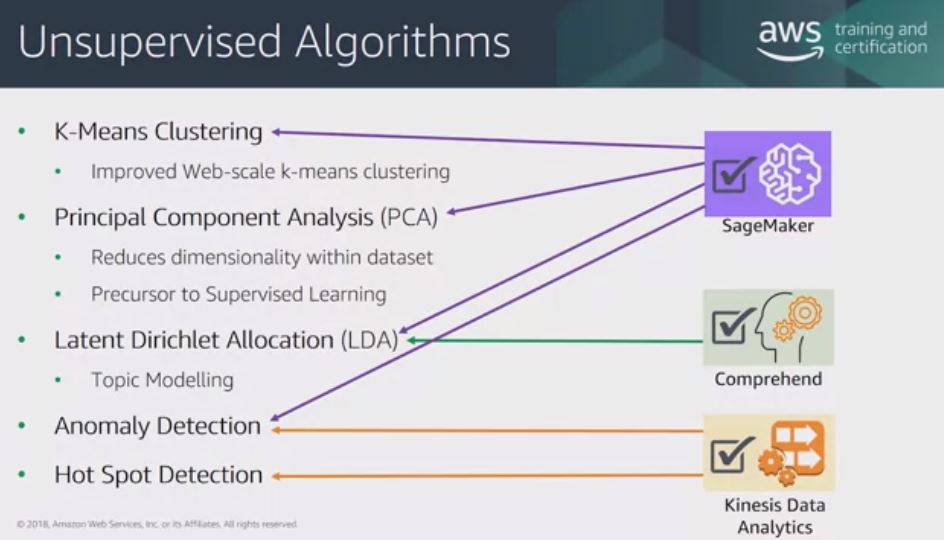 Unsupervised Algorithms
aws training and
certification
• K-Means Clustering
• Improved Web-scale k-means clustering
• Principal Component Analysis (PCA)
• Reduces dimensionality within dataset
• Precursor to Supervised Learning
• Latent Dirichlet Allocation (LDA)
• Topic Modelling
• Anomaly Detection
• Hot Spot Detection
SageMaker
Comprehend
Kinesis Data
Analytics
© 2018, Amazon Web Services, Inc. or its Affiliates. All rights reserved.